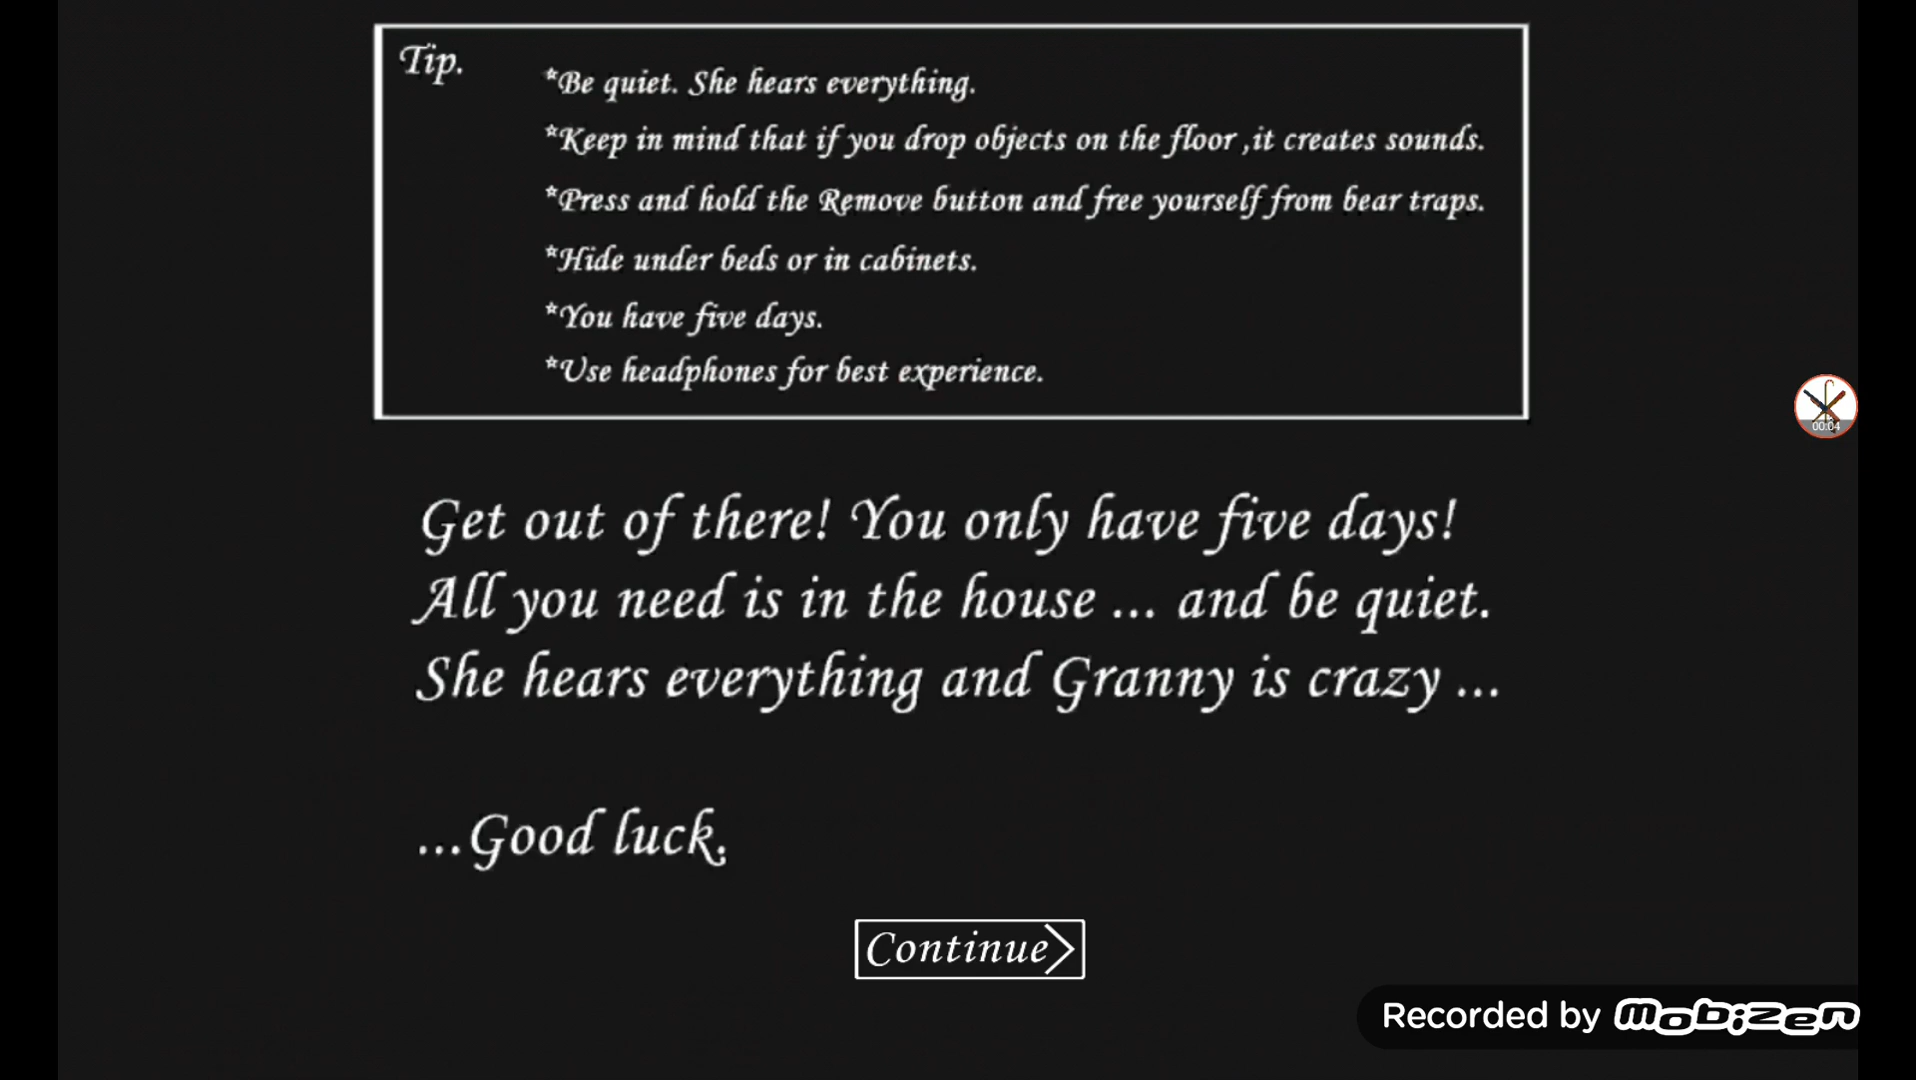 Tip.
*Be quiet. She hears everything.
*Keep in mind that if you drop objects on the floor ,it creates sounds.
*Press and hold the Remove button and free yourself from bear traps.
*Hide under beds or in cabinets.
*You have five days.
*Use headphones for best experience.
00:04
Get out of there! You only have five days!
All you need is in the house ... and be quiet.
She hears everything and Granny is crazy ...
...Good luck.
Continue>
Recorded by mobizen